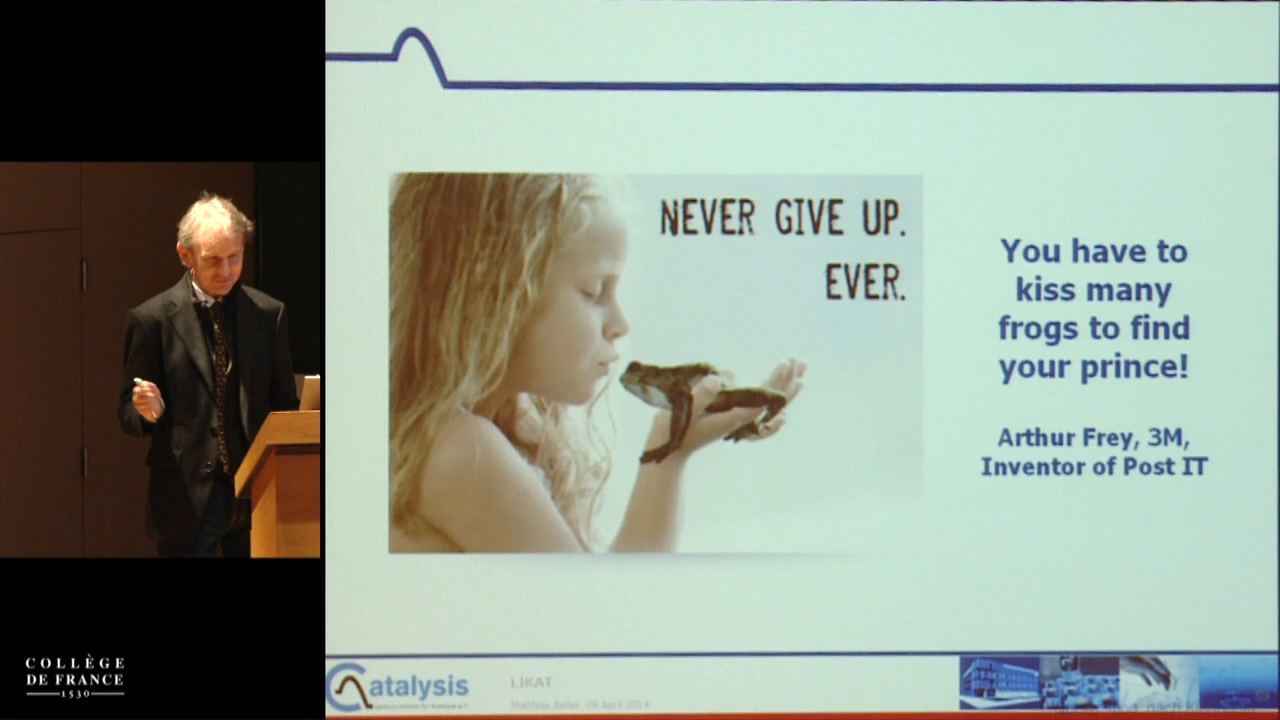 NEVER GIVE UP.
EVER.
You have to
kiss many
frogs to find
your prince!
Arthur Frey, 3M,
Inventor of Post IT
COLLÈGE
DE FRANCE
1530
Catalysis
LIKAT